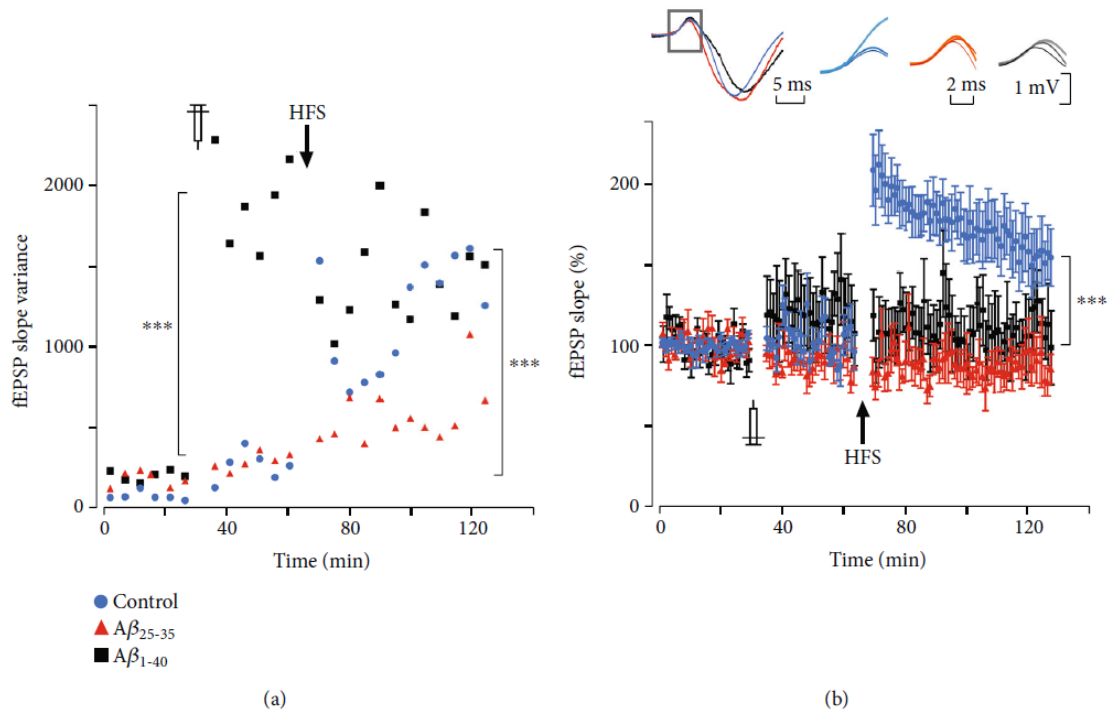 5 ms
2 ms
1 mV
HFS
2000
1000
0
fEPSP slope variance
***
***
0
40
80
120
Time (min)
Control
Aβ25-35
Aβ1-40
(a)
200
100
0
fEPSP slope (%)
***
HFS
0
40
80
120
Time (min)
(b)